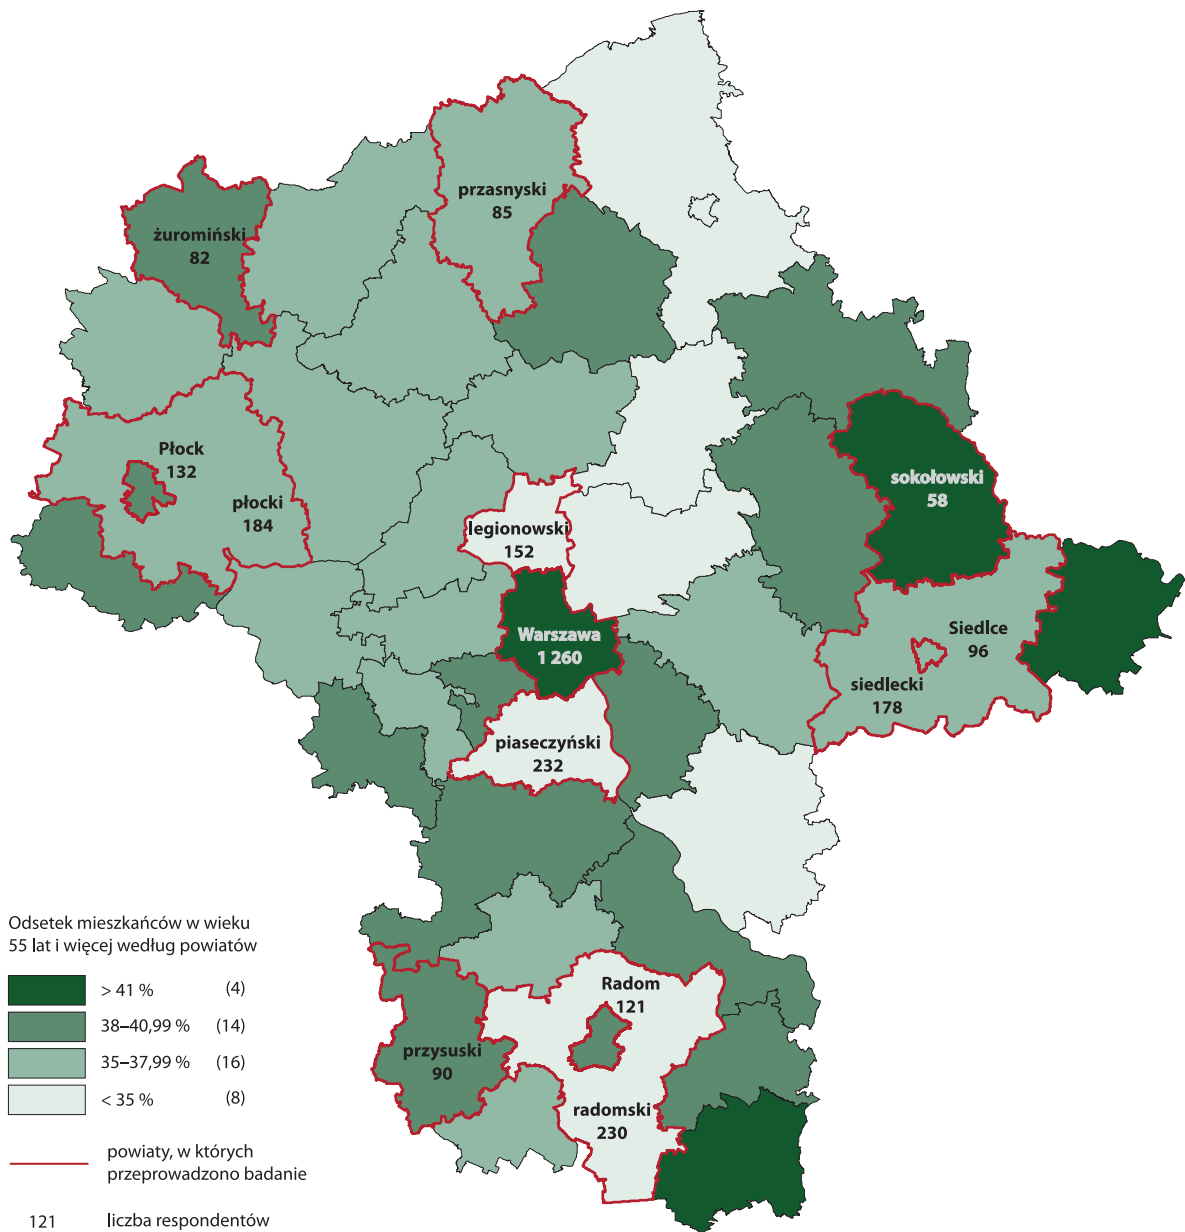 przasnyski
85
żuromiński
82
Płock
132
płocki
184
legionowski
152
sokołowski
58
Warszawa
1 260
Siedlce
96
siedlecki
178
piaseczyński
232
Radom
121
przysuski
90
radomski
230
Odsetek mieszkańców w wieku
55 lat i więcej według powiatów
> 41 % (4)
38–40,99 % (14)
35–37,99 % (16)
< 35 % (8)
powiaty, w których
przeprowadzono badanie
121 liczba respondentów